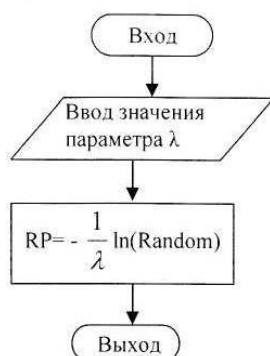 Вход
Ввод значения
параметра λ
RP= - 1/λ ln(Random)
Выход